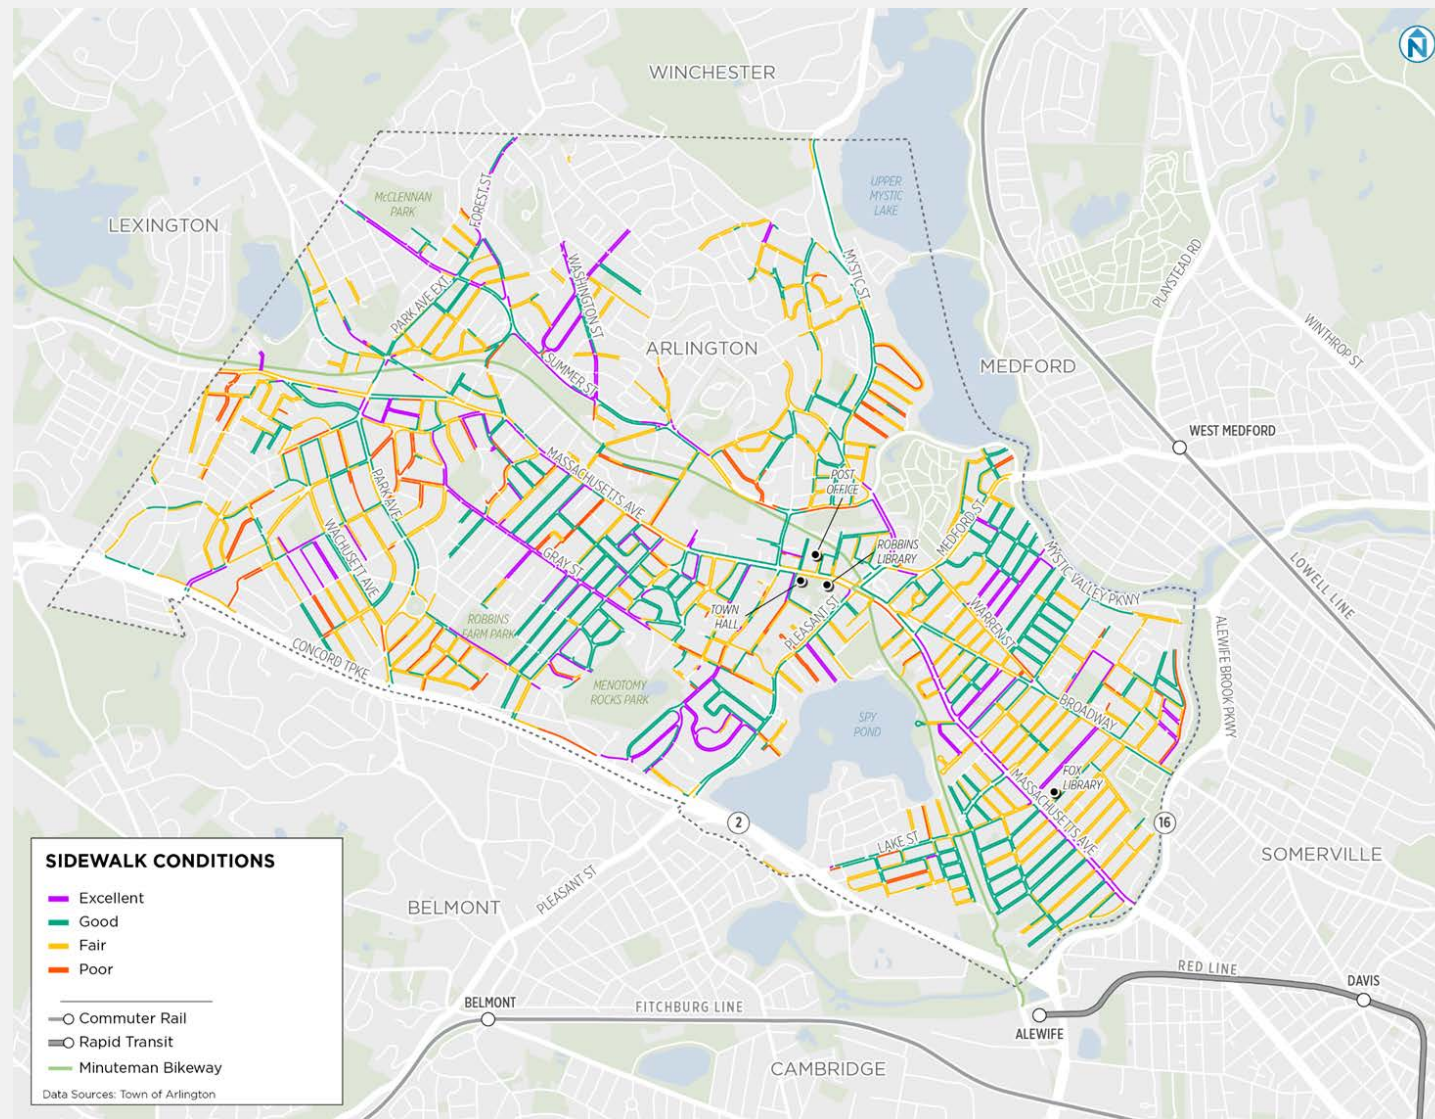 N
WINCHESTER
McCLENNAN
PARK
FOREST ST
UPPER
MYSTIC
LAKE
LEXINGTON
PLAYSTEAD RD
MYSTIC ST
WASHINGTON ST
PARK AVE EXT.
WINTHROP ST
ARLINGTON
MEDFORD
SUMMER ST
WEST MEDFORD
MASSACHUSETTS AVE
POST
OFFICE
PARK AVE
WACHUSETT AVE
MEDFORD ST
ROBBINS
LIBRARY
GRAY ST
MYSTIC VALLEY PKWY
LOWELL LINE
TOWN
HALL
PLEASANT ST
WARREN ST
ROBBINS
FARM PARK
ALEWIFE BROOK PKWY
CONCORD TPKE
MENOTOMY
ROCKS PARK
BROADWAY
SPY
POND
FOX
LIBRARY
MASSACHUSETTS AVE
2
16
LAKE ST
SOMERVILLE
PLEASANT ST
BELMONT
SIDEWALK CONDITIONS
Excellent
Good
Fair
Poor
Commuter Rail
Rapid Transit
Minuteman Bikeway
Data Sources: Town of Arlington
RED LINE
DAVIS
BELMONT
FITCHBURG LINE
ALEWIFE
CAMBRIDGE